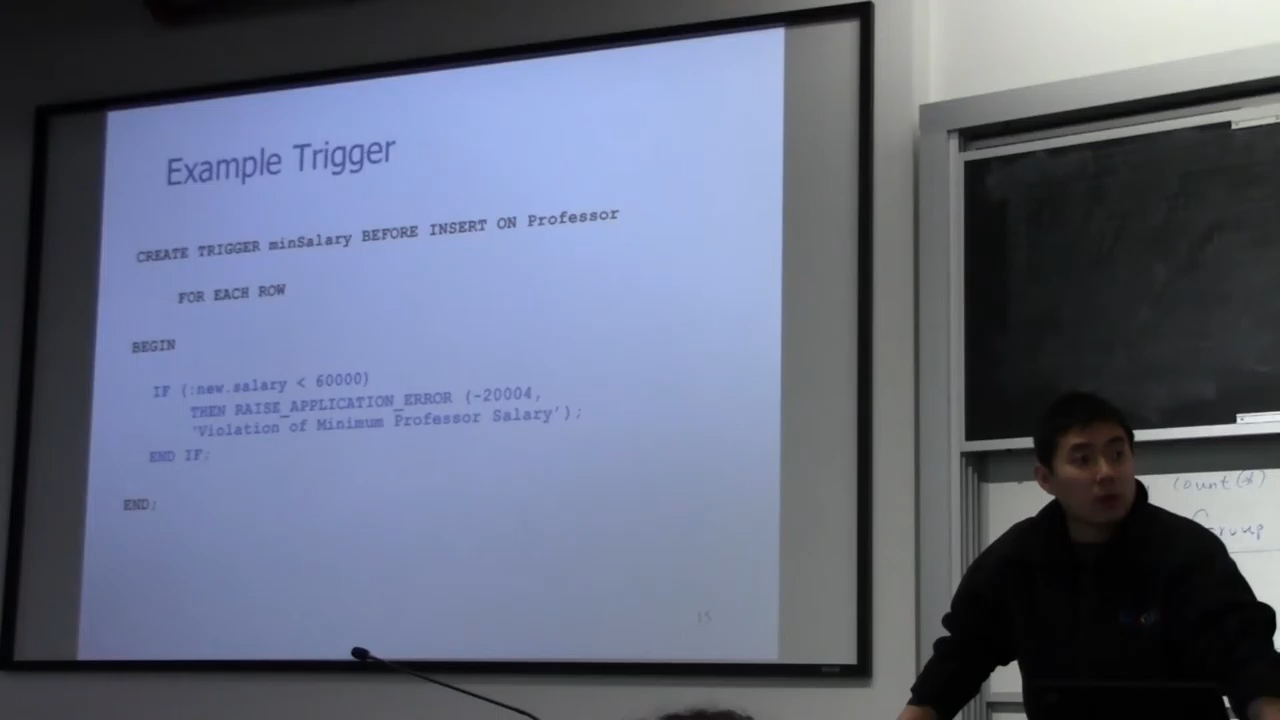 Example Trigger
CREATE TRIGGER minSalary BEFORE INSERT ON Professor
FOR EACH ROW
BEGIN
IF (:new.salary < 60000)
THEN RAISE_APPLICATION_ERROR (-20004,
'Violation of Minimum Professor Salary');
END IF;
END;
15
Count(*)
Group